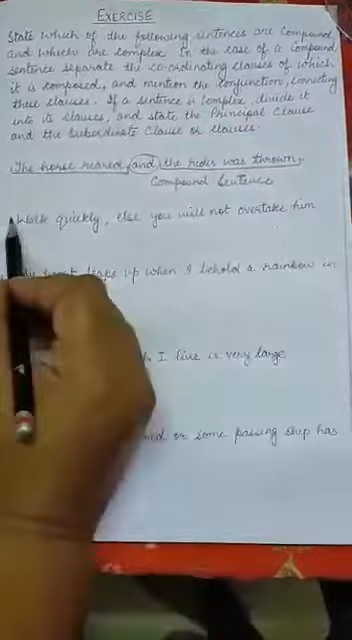 EXERCISE
State which of the following sentences are Compound,
and which are complex. In the case of a Compound
sentence separate the co-ordinating clauses of which
it is composed, and mention the conjunction, connecting
these clauses. If a sentence is Complex, divide it
into its clauses, and state the Principal Clause
and the Subordinate Clause or Clauses.
The horse reared and the rider was thrown.
Compound Sentence
Walk quickly, else you will not overtake him
heart leaps up when I behold a rainbow in
I live is very large
or some passing ship has